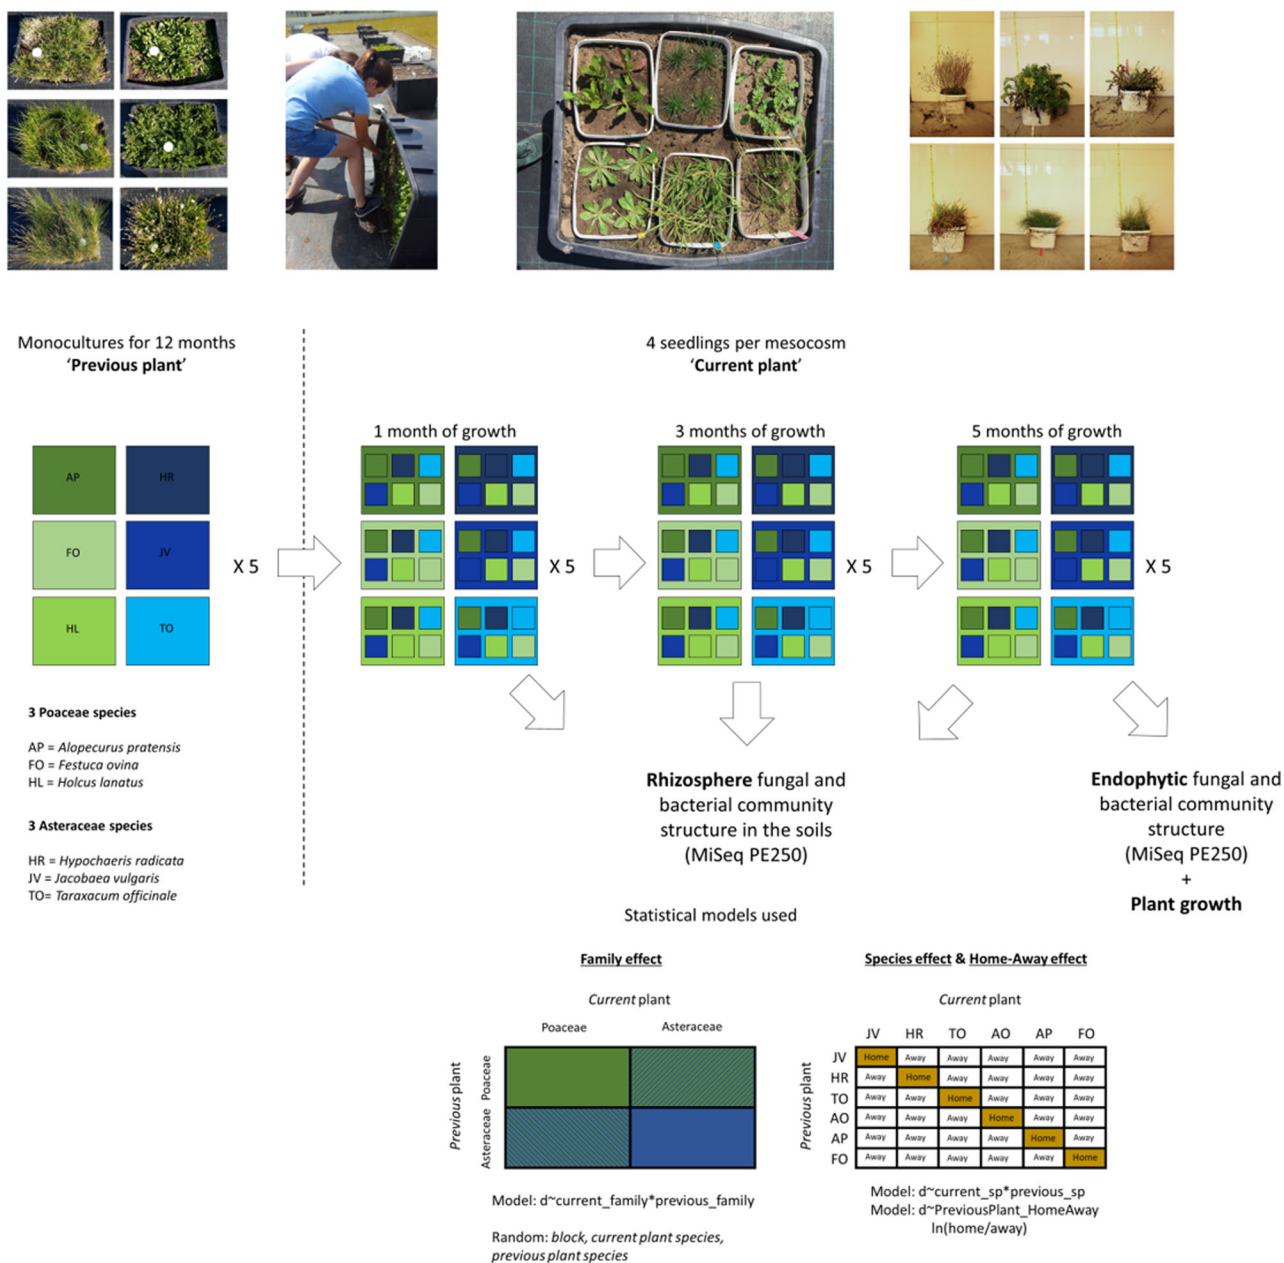 Monocultures for 12 months
'Previous plant'
4 seedlings per mesocosm
'Current plant'
1 month of growth
3 months of growth
5 months of growth
AP
HR
FO
JV
HL
TO
X 5
X 5
X 5
X 5
3 Poaceae species
AP = Alopecurus pratensis
FO = Festuca ovina
HL = Holcus lanatus
3 Asteraceae species
HR = Hypochaeris radicata
JV = Jacobaea vulgaris
TO= Taraxacum officinale
Rhizosphere fungal and
bacterial community
structure in the soils
(MiSeq PE250)
Endophytic fungal and
bacterial community
structure
(MiSeq PE250)
+
Plant growth
Statistical models used
Family effect
Current plant
Poaceae Asteraceae
Previous plant
Poaceae
Asteraceae
Model: d~current_family*previous_family
Random: block, current plant species,
previous plant species
Species effect & Home-Away effect
Current plant
JV HR TO AO AP FO
Previous plant
JV Home Away Away Away Away Away
HR Away Home Away Away Away Away
TO Away Away Home Away Away Away
AO Away Away Away Home Away Away
AP Away Away Away Away Home Away
FO Away Away Away Away Away Home
Model: d~current_sp*previous_sp
Model: d~PreviousPlant_HomeAway
ln(home/away)